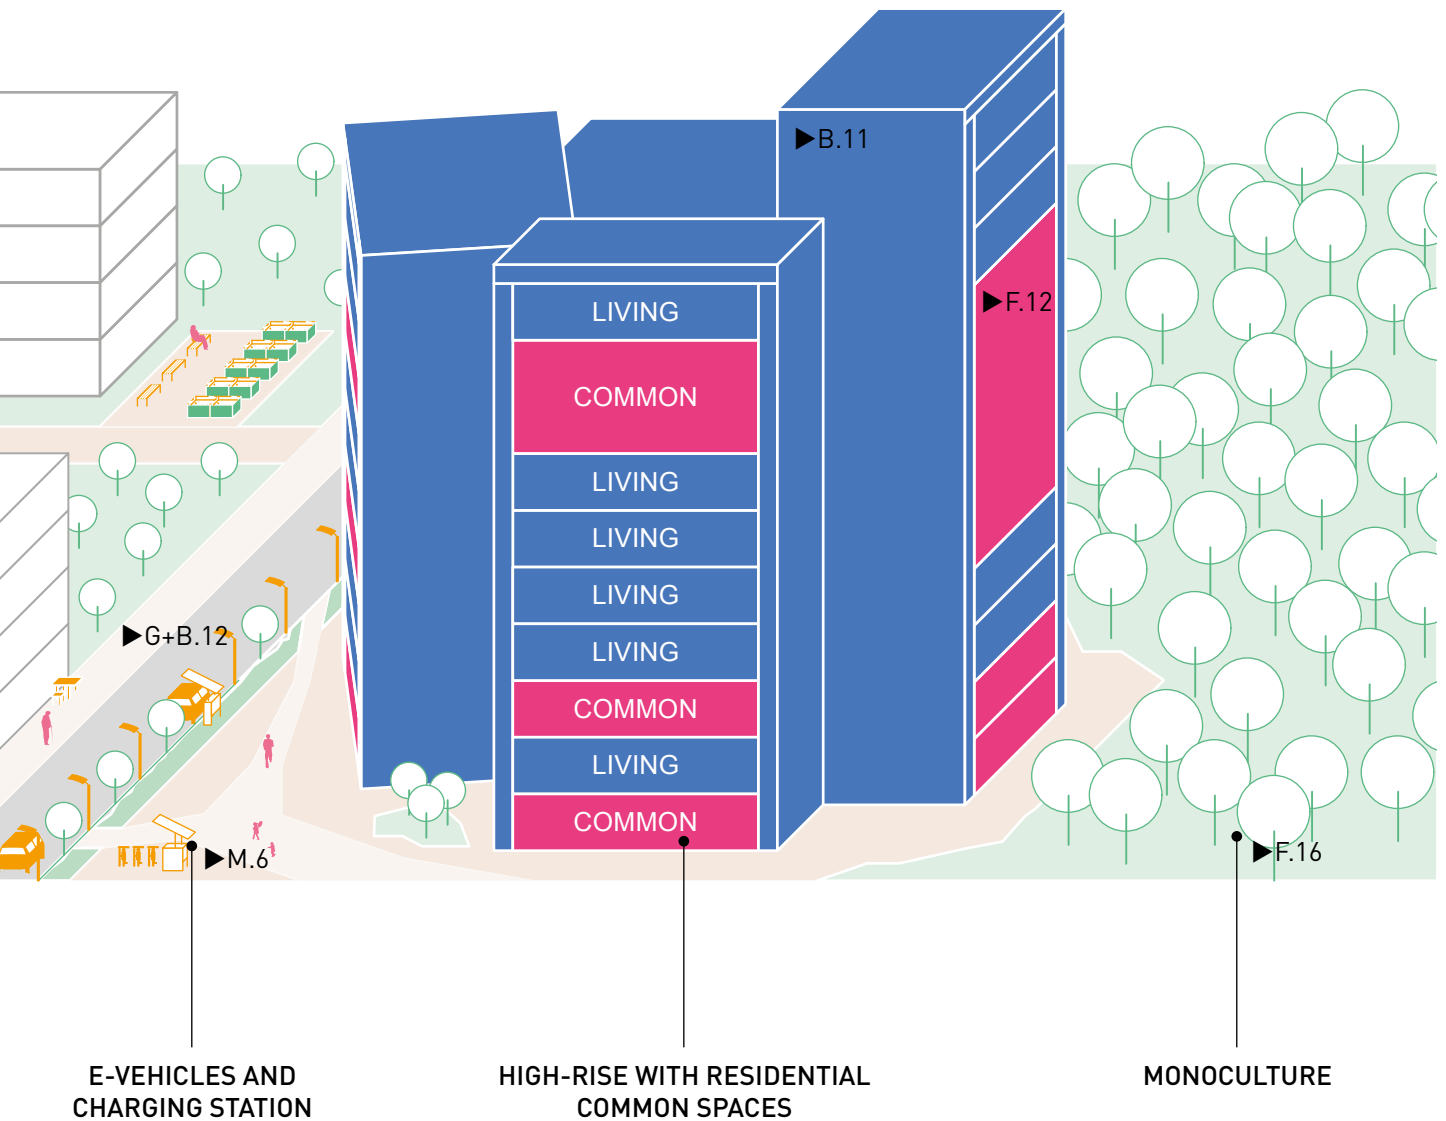 ▶B.11
▶F.12
LIVING
COMMON
LIVING
LIVING
LIVING
LIVING
COMMON
LIVING
COMMON
▶G+B.12
▶M.6
▶F.16
E-VEHICLES AND
CHARGING STATION
HIGH-RISE WITH RESIDENTIAL
COMMON SPACES
MONOCULTURE